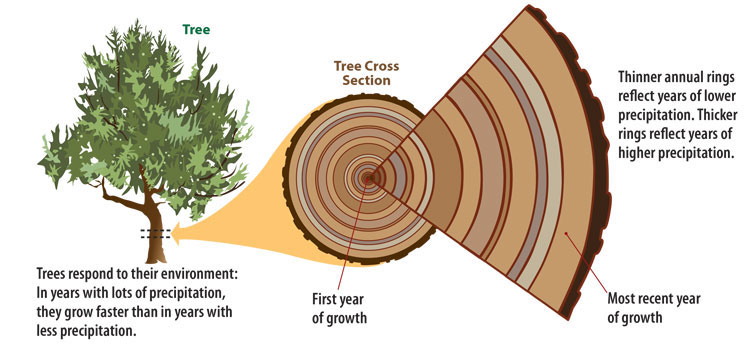 Tree
Tree Cross
Section
Thinner annual rings
reflect years of lower
precipitation. Thicker
rings reflect years of
higher precipitation.
Trees respond to their environment:
In years with lots of precipitation,
they grow faster than in years with
less precipitation.
First year
of growth
Most recent year
of growth